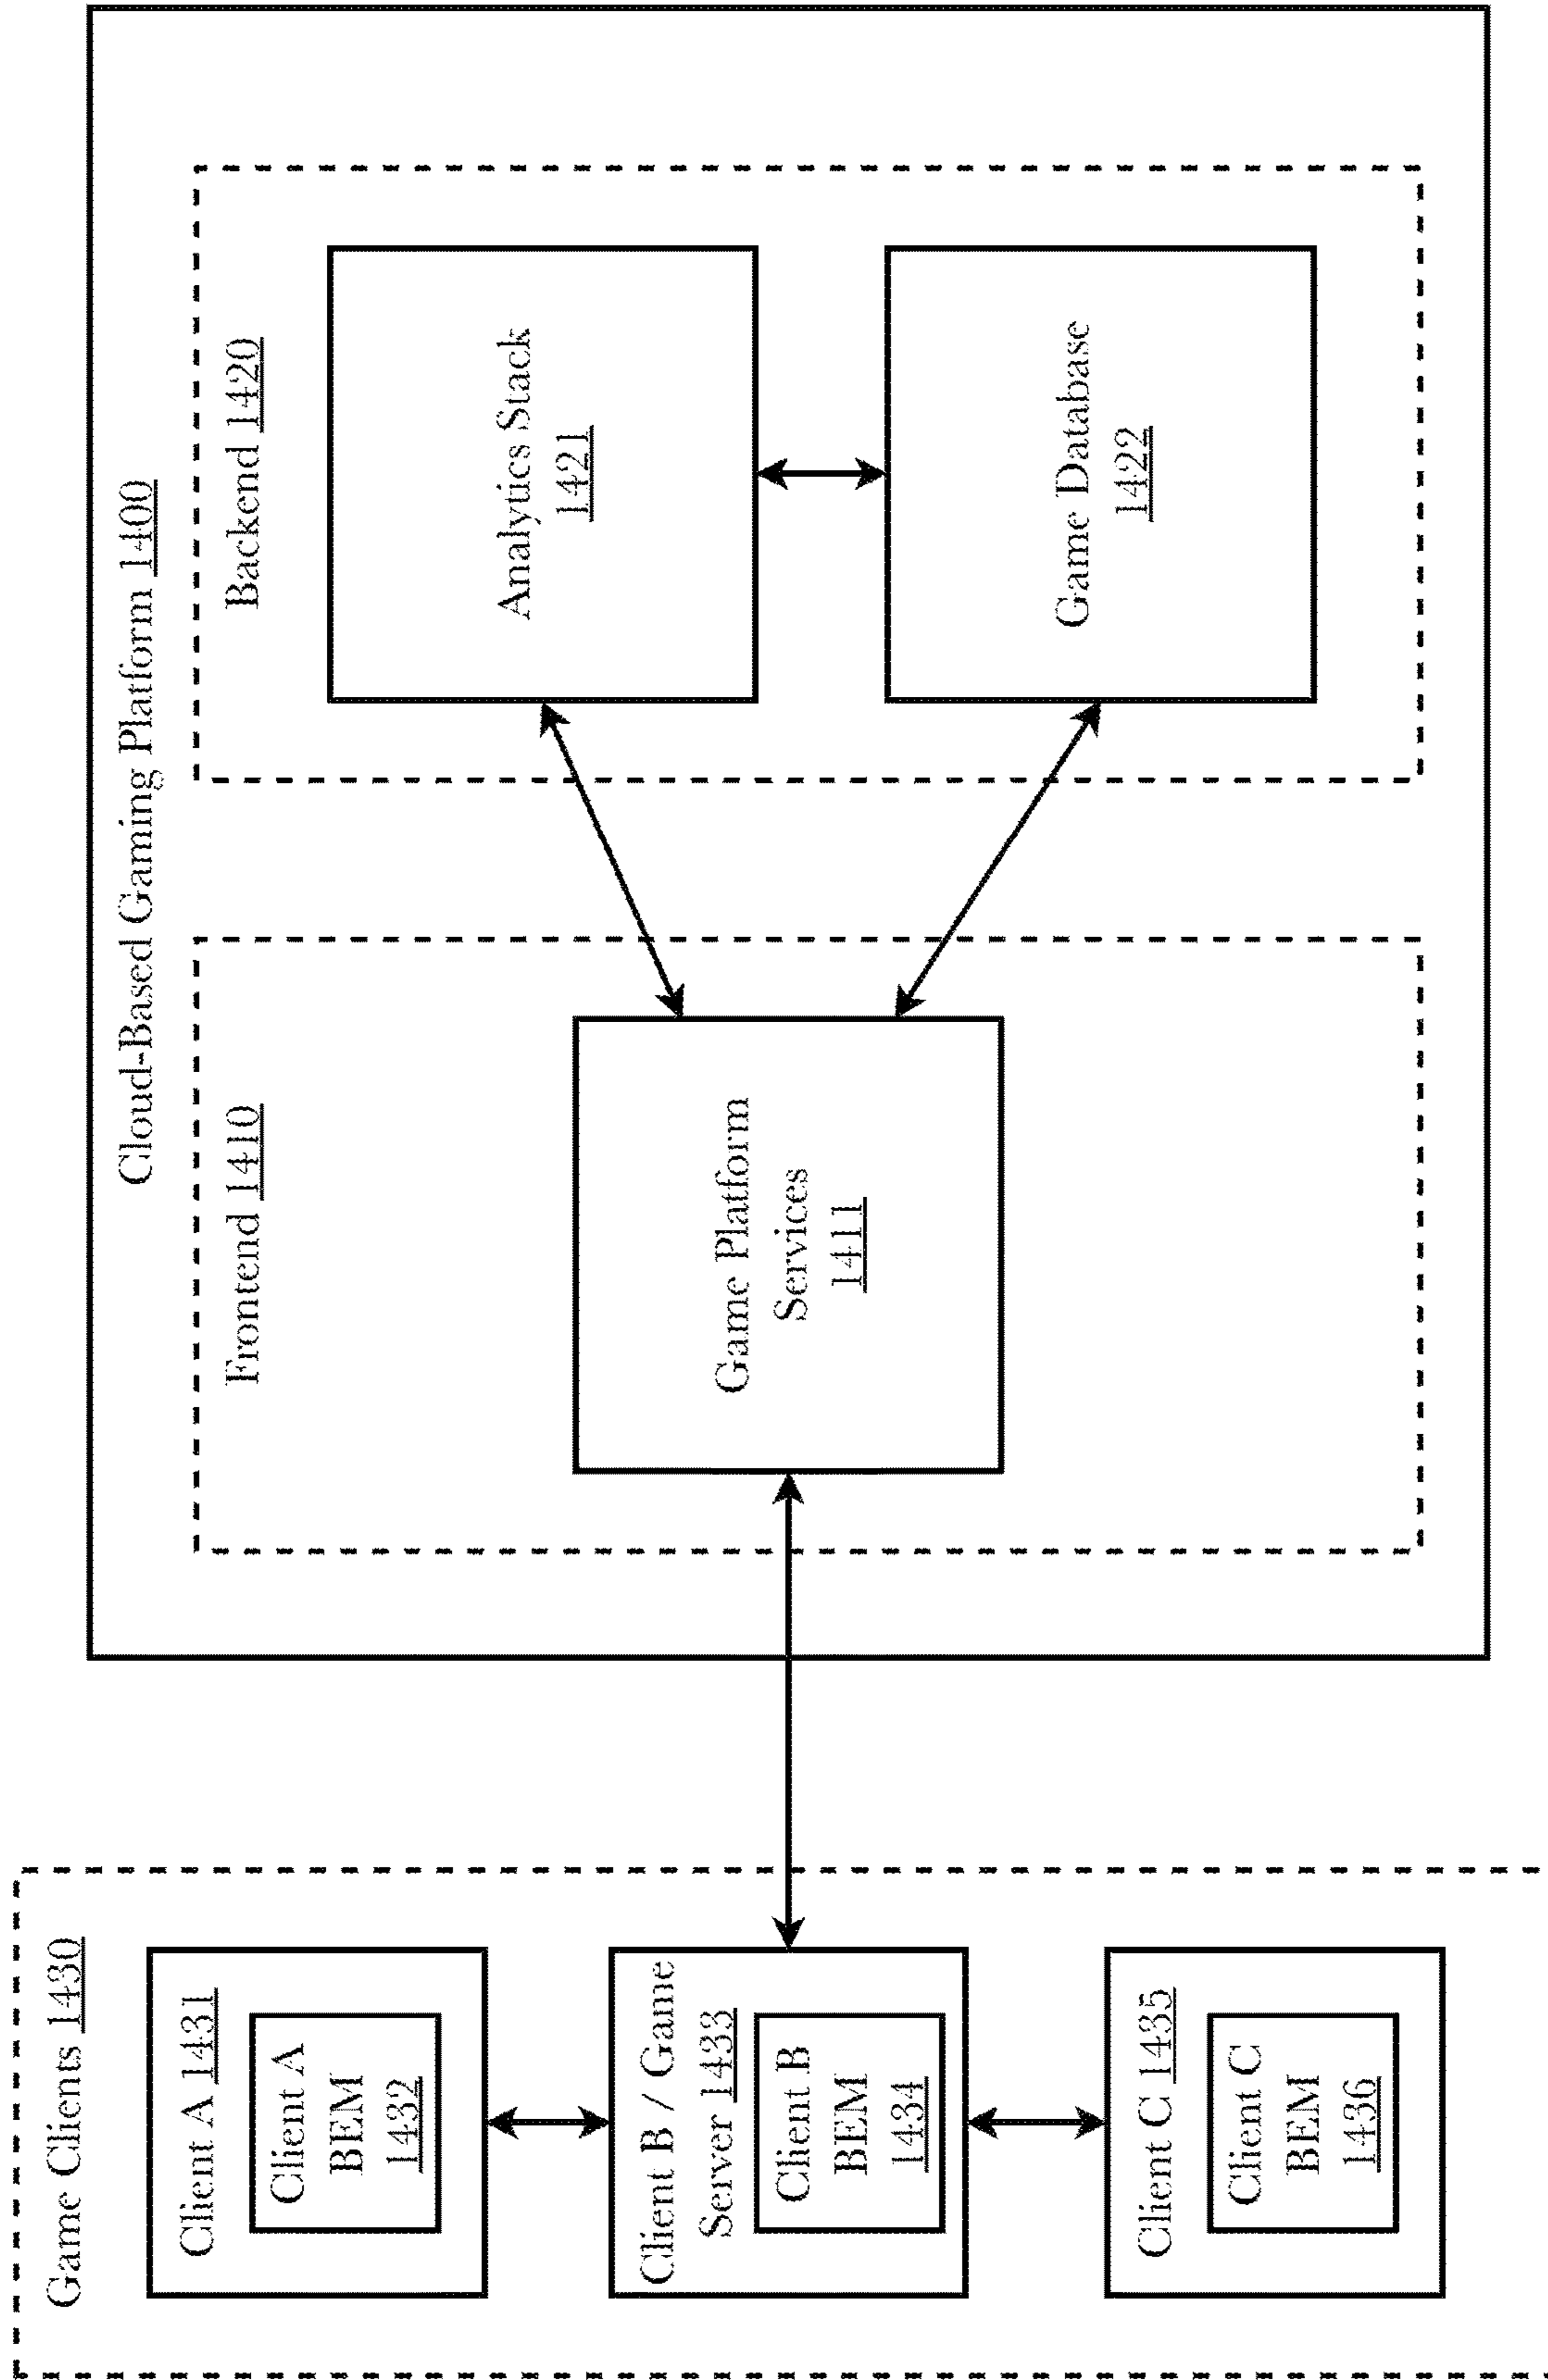 Game Clients 1430
Client A 1431
Client A
BEM
1432
Client B / Game
Server 1433
Client B
BEM
1434
Client C 1435
Client C
BEM
1436
Cloud-Based Gaming Platform 1400
Frontend 1410
Game Platform
Services
1411
Backend 1420
Analytics Stack
1421
Game Database
1422